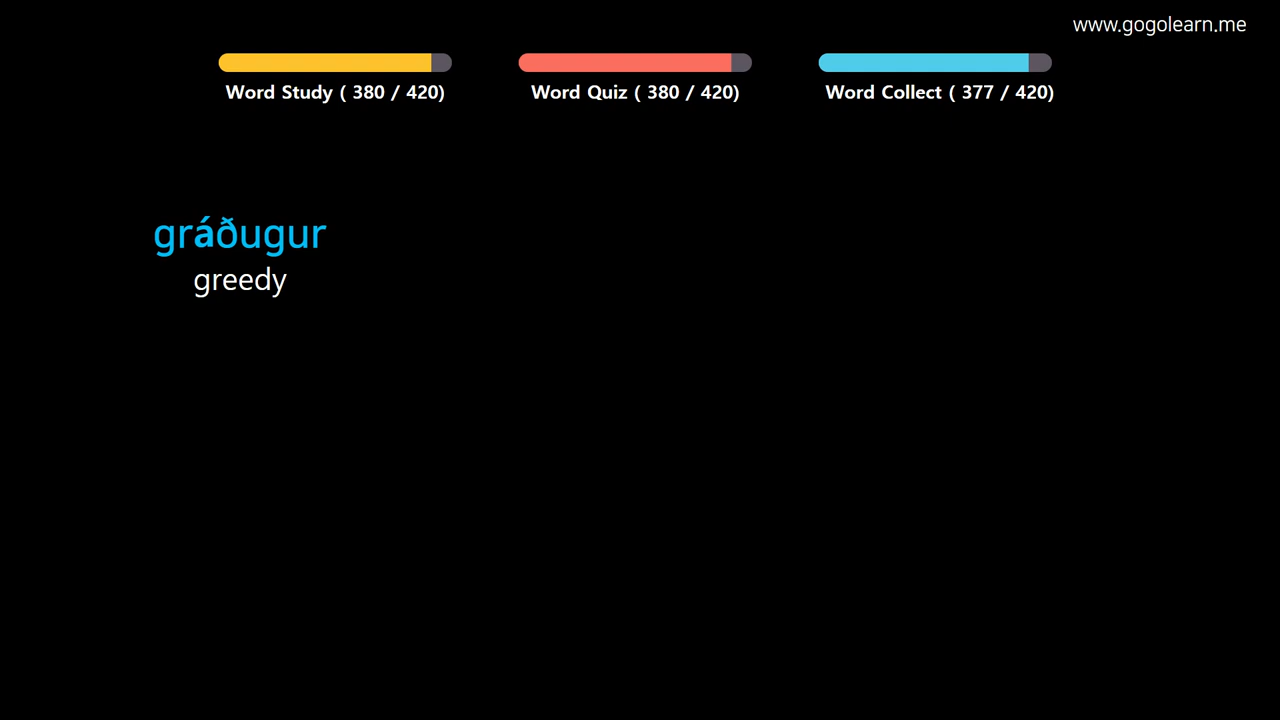 www.gogolearn.me
Word Study ( 380 / 420)
Word Quiz ( 380 / 420)
Word Collect ( 377 / 420)
gráðugur
greedy